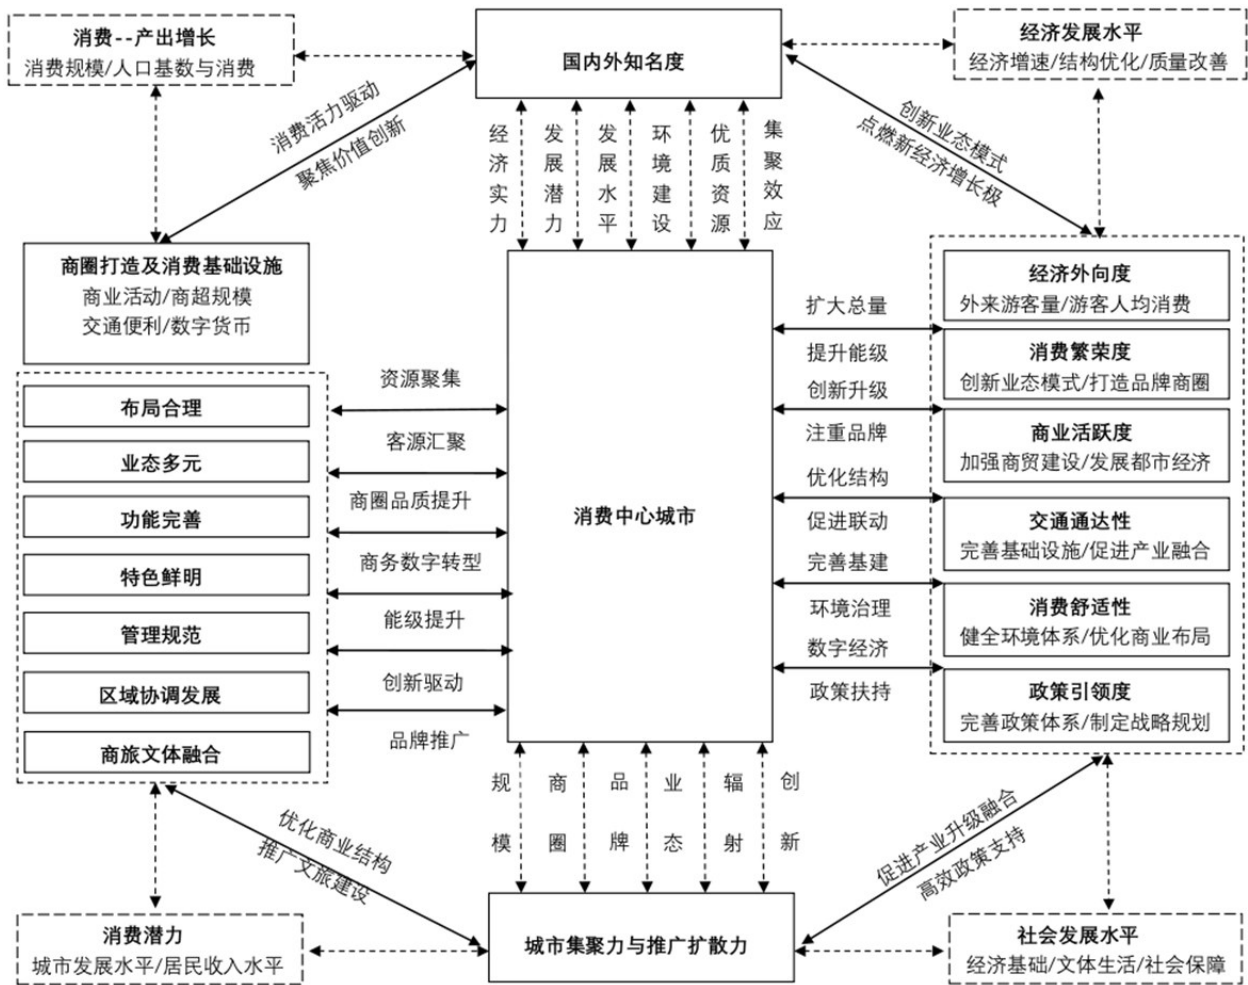 消费--产出增长
消费规模/人口基数与消费
国内外知名度
经济发展水平
经济增速/结构优化/质量改善
消费活力驱动
聚焦价值创新
经济实力
发展潜力
发展水平
环境建设
优质资源
集聚效应
创新业态模式
点燃新经济增长极
商圈打造及消费基础设施
商业活动/商超规模
交通便利/数字货币
布局合理
业态多元
功能完善
特色鲜明
管理规范
区域协调发展
商旅文体融合
资源聚集
客源汇聚
商圈品质提升
商务数字转型
能级提升
创新驱动
品牌推广
消费中心城市
扩大总量
提升能级
创新升级
注重品牌
优化结构
促进联动
完善基建
环境治理
数字经济
政策扶持
经济外向度
外来游客量/游客人均消费
消费繁荣度
创新业态模式/打造品牌商圈
商业活跃度
加强商贸建设/发展都市经济
交通通达性
完善基础设施/促进产业融合
消费舒适性
健全环境体系/优化商业布局
政策引领度
完善政策体系/制定战略规划
优化商业结构
推广文旅建设
规模
商圈
品牌
业态
辐射
创新
促进产业升级融合
高效政策支持
消费潜力
城市发展水平/居民收入水平
城市集聚力与推广扩散力
社会发展水平
经济基础/文体生活/社会保障